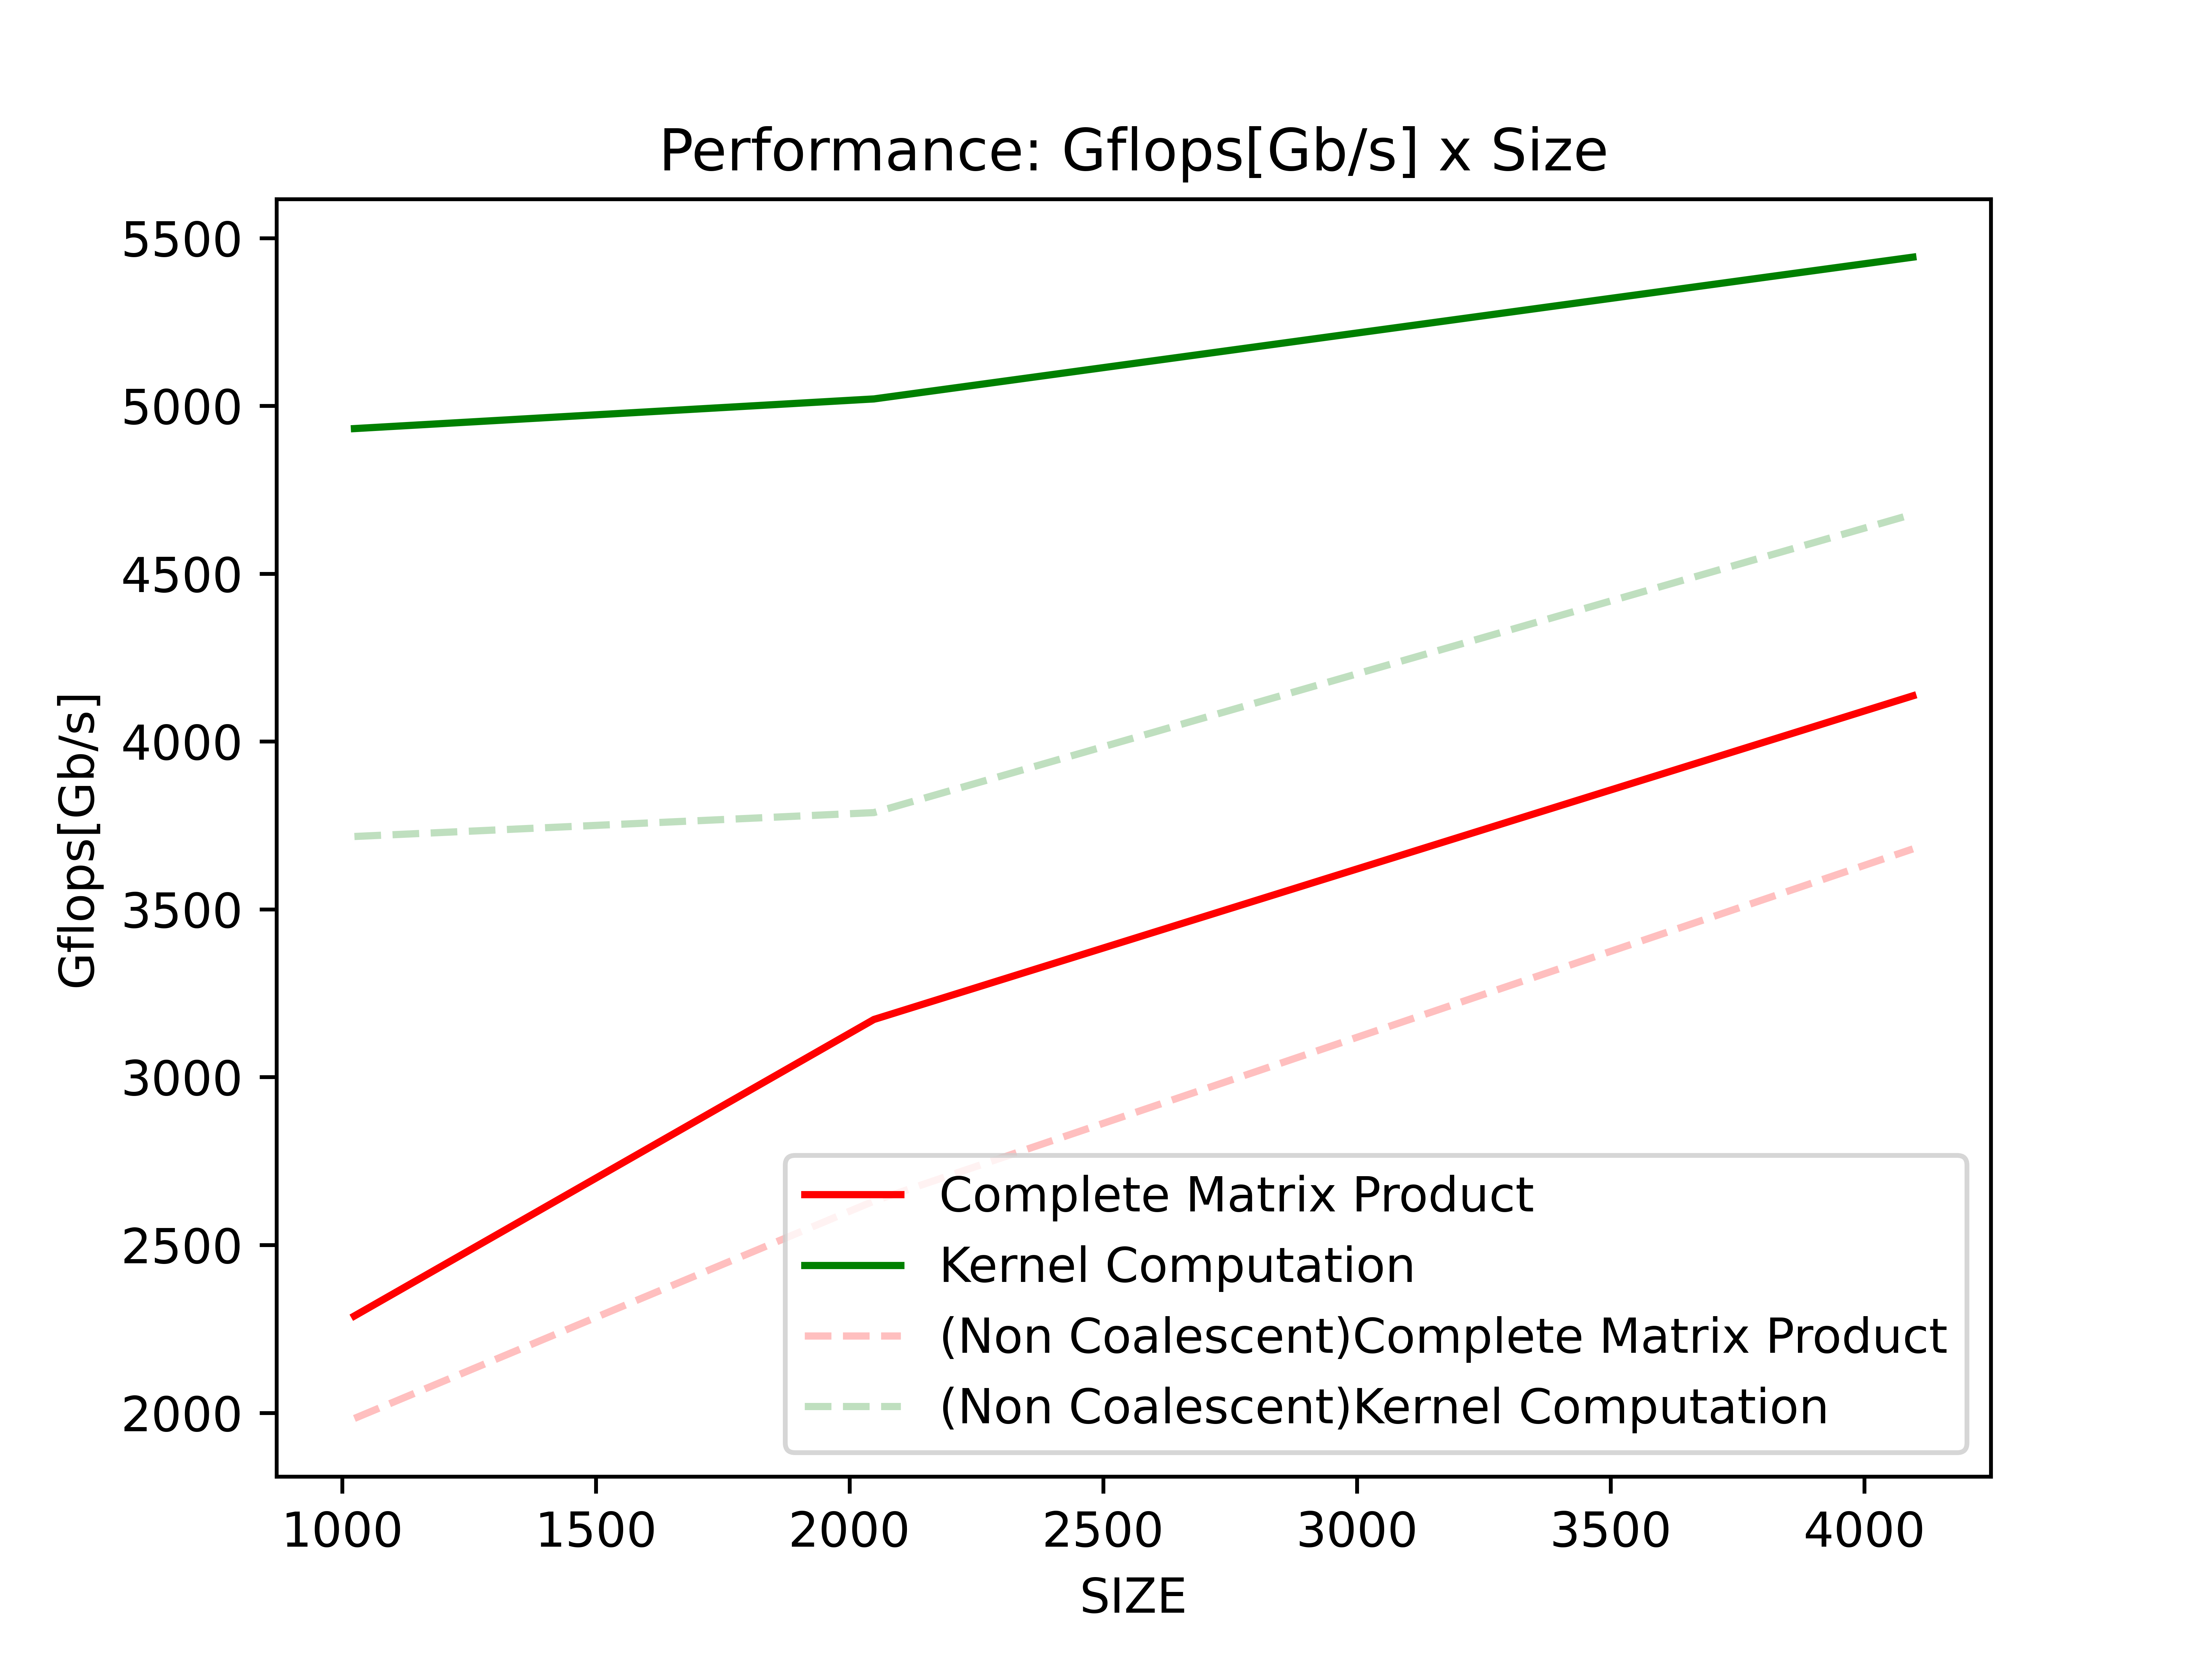 Performance: Gflops[Gb/s] x Size
Gflops[Gb/s]
5500
5000
4500
4000
3500
3000
2500
2000
Complete Matrix Product
Kernel Computation
(Non Coalescent)Complete Matrix Product
(Non Coalescent)Kernel Computation
1000 1500 2000 2500 3000 3500 4000
SIZE